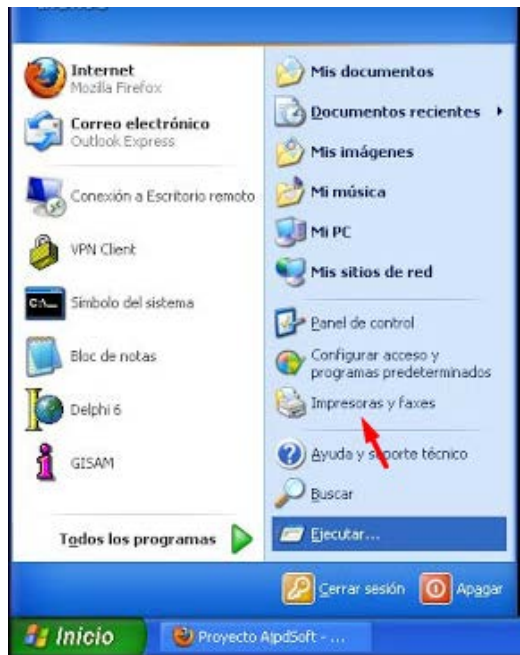 Internet
Mozilla Firefox
Correo electrónico
Outlook Express
Conexión a Escritorio remoto
VPN Client
Símbolo del sistema
Bloc de notas
Delphi 6
GISAM
Todos los programas
Mis documentos
Documentos recientes
Mis imágenes
Mi música
Mi PC
Mis sitios de red
Panel de control
Configurar acceso y
programas predeterminados
Impresoras y faxes
Ayuda y soporte técnico
Buscar
Ejecutar...
Cerrar sesión
Apagar
Inicio
Proyecto AjpdSoft - ...